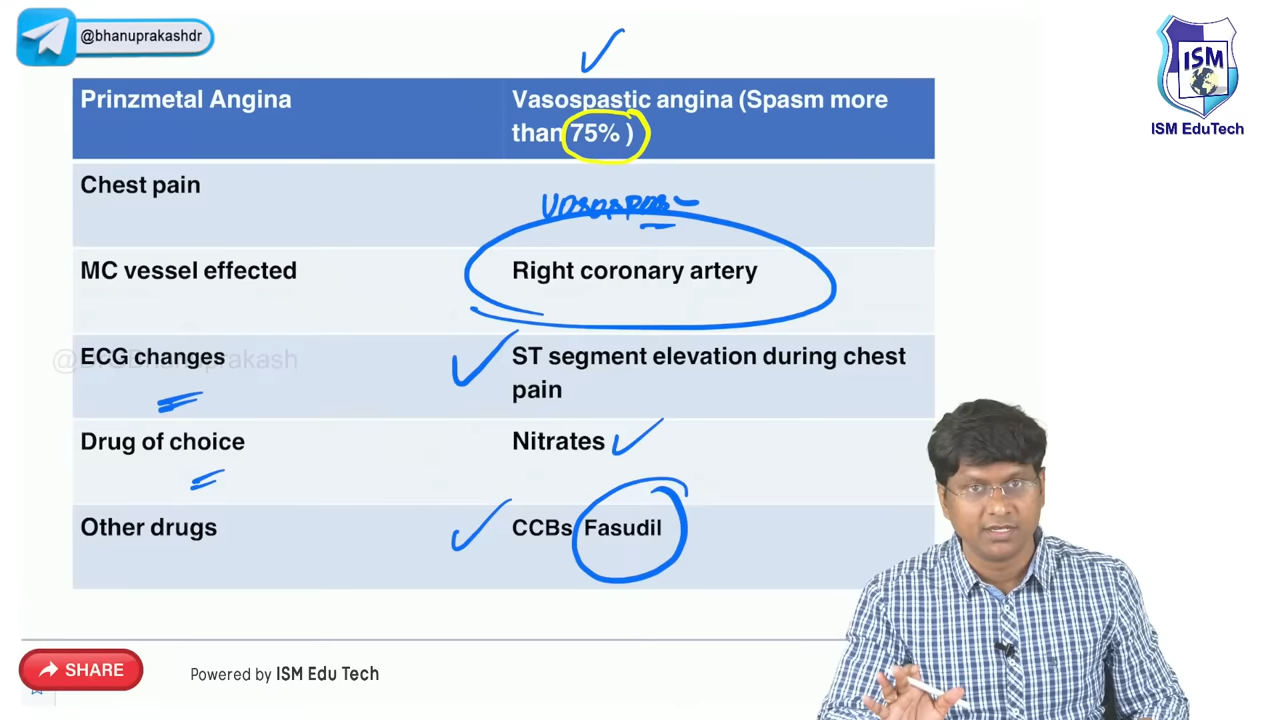 @bhanuprakashdr
ISM
ISM EduTech
Prinzmetal Angina
Vasospastic angina (Spasm more
than 75% )
Chest pain
MC vessel effected
Right coronary artery
ECG changes
ST segment elevation during chest
pain
Drug of choice
Nitrates
Other drugs
CCBs Fasudil
SHARE
Powered by ISM Edu Tech